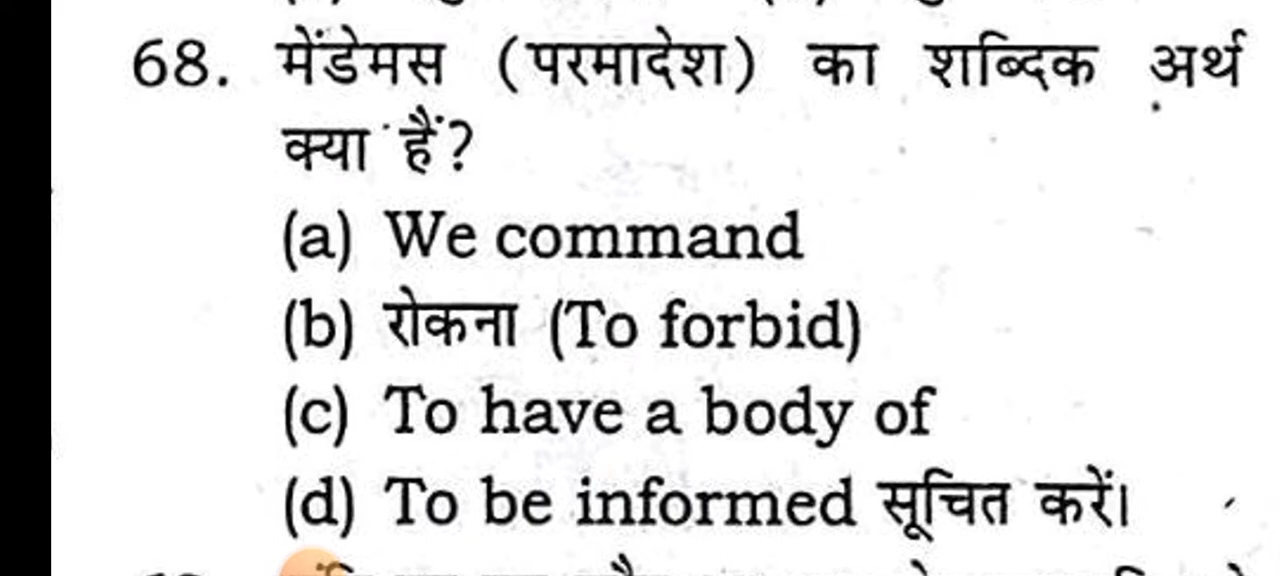 68. मेंडेमस (परमादेश) का शब्दिक अर्थ
क्या हैं?
(a) We command
(b) रोकना (To forbid)
(c) To have a body of
(d) To be informed सूचित करें।